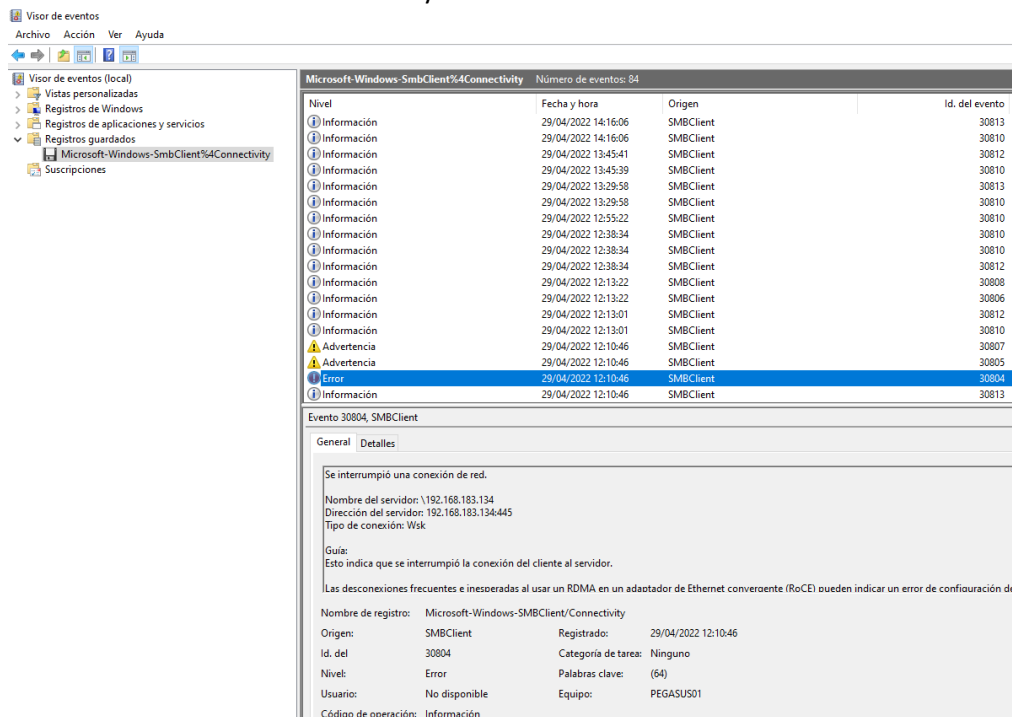 y
Visor de eventos
Archivo Acción Ver Ayuda
Visor de eventos (local)
Vistas personalizadas
Registros de Windows
Registros de aplicaciones y servicios
Registros guardados
Microsoft-Windows-SmbClient%4Connectivity
Suscripciones
Microsoft-Windows-SmbClient%4Connectivity Número de eventos: 84
Nivel Fecha y hora Origen Id. del evento
Información 29/04/2022 14:16:06 SMBClient 30813
Información 29/04/2022 14:16:06 SMBClient 30810
Información 29/04/2022 13:45:41 SMBClient 30812
Información 29/04/2022 13:45:39 SMBClient 30810
Información 29/04/2022 13:29:58 SMBClient 30813
Información 29/04/2022 13:29:58 SMBClient 30810
Información 29/04/2022 12:55:22 SMBClient 30810
Información 29/04/2022 12:38:34 SMBClient 30810
Información 29/04/2022 12:38:34 SMBClient 30810
Información 29/04/2022 12:38:34 SMBClient 30812
Información 29/04/2022 12:13:22 SMBClient 30808
Información 29/04/2022 12:13:22 SMBClient 30806
Información 29/04/2022 12:13:01 SMBClient 30812
Información 29/04/2022 12:13:01 SMBClient 30810
Advertencia 29/04/2022 12:10:46 SMBClient 30807
Advertencia 29/04/2022 12:10:46 SMBClient 30805
Error 29/04/2022 12:10:46 SMBClient 30804
Información 29/04/2022 12:10:46 SMBClient 30813
Evento 30804, SMBClient
General Detalles
Se interrumpió una conexión de red.
Nombre del servidor: \192.168.183.134
Dirección del servidor: 192.168.183.134:445
Tipo de conexión: Wsk
Guía:
Esto indica que se interrumpió la conexión del cliente al servidor.
Las desconexiones frecuentes e inesperadas al usar un RDMA en un adaptador de Ethernet convergente (RoCE) pueden indicar un error de configuración de
Nombre de registro: Microsoft-Windows-SMBClient/Connectivity
Origen: SMBClient Registrado: 29/04/2022 12:10:46
Id. del 30804 Categoría de tarea: Ninguno
Nivel: Error Palabras clave: (64)
Usuario: No disponible Equipo: PEGASUS01
Código de operación: Información